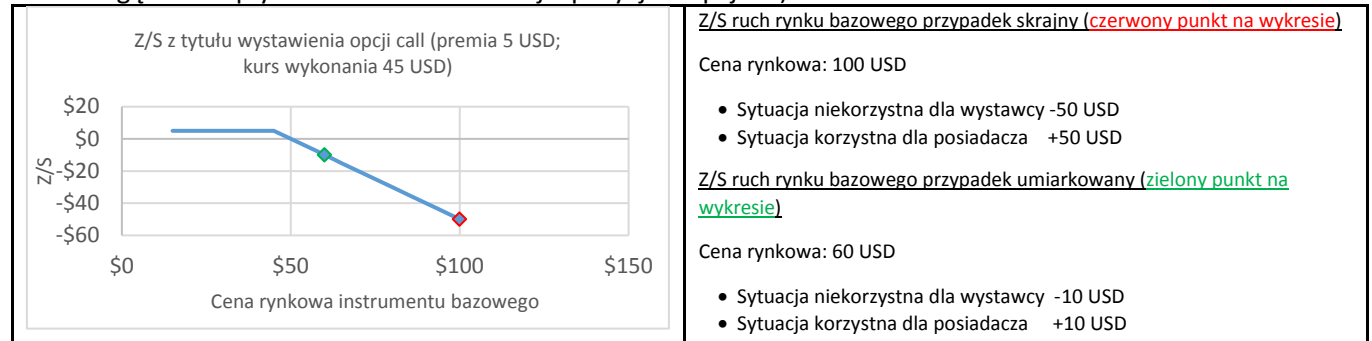 Z/S z tytułu wystawienia opcji call (premia 5 USD;
kurs wykonania 45 USD)
$20
$0
-$20
-$40
-$60
Z/S
$0 $50 $100 $150
Cena rynkowa instrumentu bazowego
Z/S ruch rynku bazowego przypadek skrajny (czerwony punkt na wykresie)
Cena rynkowa: 100 USD
• Sytuacja niekorzystna dla wystawcy -50 USD
• Sytuacja korzystna dla posiadacza +50 USD
Z/S ruch rynku bazowego przypadek umiarkowany (zielony punkt na
wykresie)
Cena rynkowa: 60 USD
• Sytuacja niekorzystna dla wystawcy -10 USD
• Sytuacja korzystna dla posiadacza +10 USD